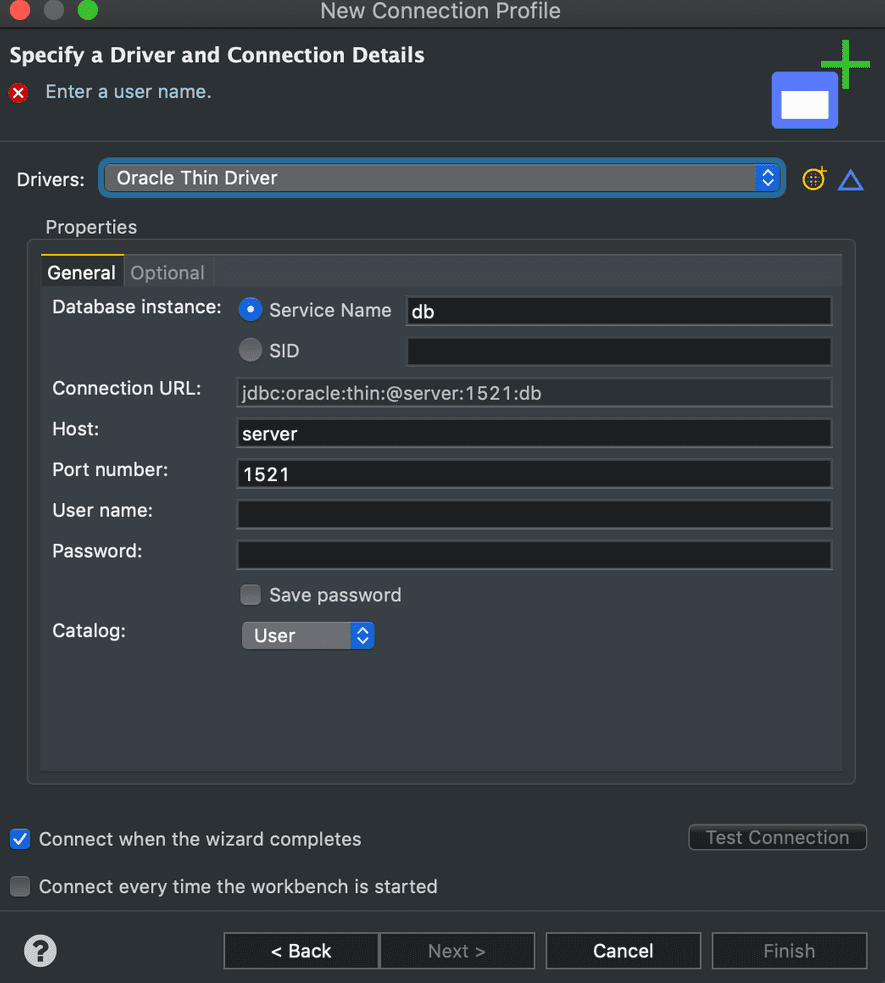 New Connection Profile
Specify a Driver and Connection Details
Enter a user name.
Drivers: Oracle Thin Driver
Properties
General Optional
Database instance: Service Name db
SID
Connection URL: jdbc:oracle:thin:@server:1521:db
Host: server
Port number: 1521
User name:
Password:
Save password
Catalog: User
Connect when the wizard completes Test Connection
Connect every time the workbench is started
? < Back Next > Cancel Finish